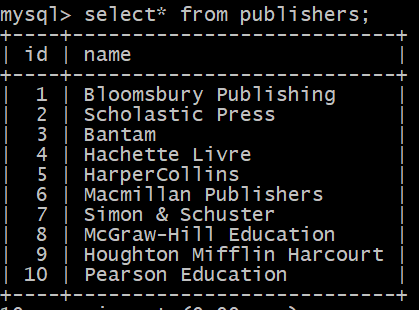 mysql> select* from publishers;
+----+---------------------------+
| id | name                      |
+----+---------------------------+
|  1 | Bloomsbury Publishing     |
|  2 | Scholastic Press          |
|  3 | Bantam                    |
|  4 | Hachette Livre            |
|  5 | HarperCollins             |
|  6 | Macmillan Publishers      |
|  7 | Simon & Schuster          |
|  8 | McGraw-Hill Education     |
|  9 | Houghton Mifflin Harcourt |
| 10 | Pearson Education         |
+----+---------------------------+